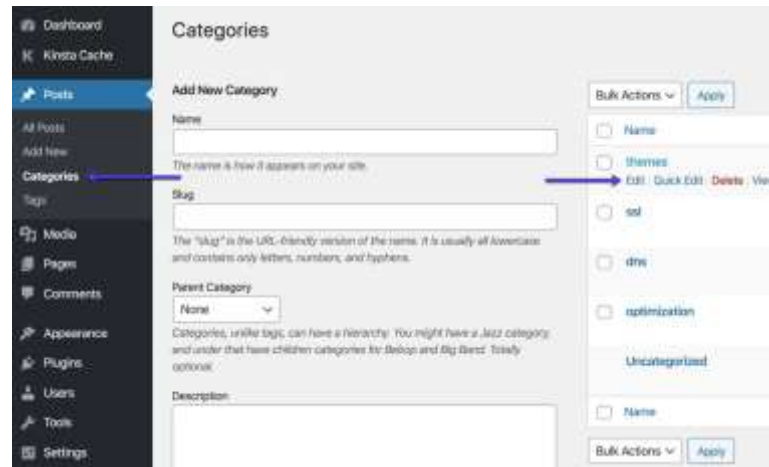 Dashboard
Kinsta Cache
Posts
All Posts
Add New
Categories
Tags
Media
Pages
Comments
Appearance
Plugins
Users
Tools
Settings
Categories
Add New Category
Name
The name is how it appears on your site.
Slug
The "slug" is the URL-friendly version of the name. It is usually all lowercase
and contains only letters, numbers, and hyphens.
Parent Category
None
Categories, unlike tags, can have a hierarchy. You might have a Jazz category,
and under that have children categories for Bebop and Big Band. Totally
optional.
Description
Bulk Actions Apply
Name
themes
Edit | Quick Edit | Delete | Vie
ssl
dns
optimization
Uncategorized
Name
Bulk Actions Apply